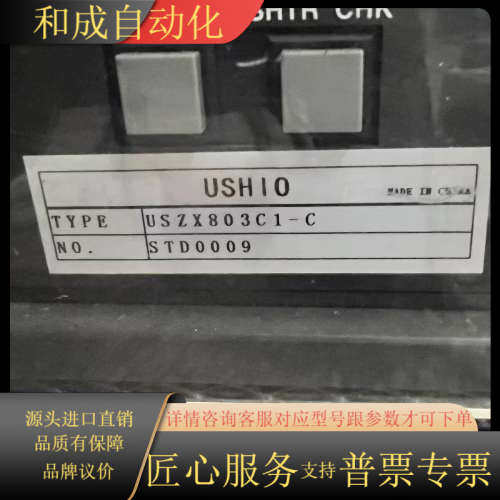 和成自动化
SHTR CHK
USHIO
MADE IN CHINA
TYPE USZX803C1-C
NO. STD0009
源头进口直销
品质有保障
品牌议价
详情咨询客服对应型号跟参数才可下单
匠心服务 支持 普票专票